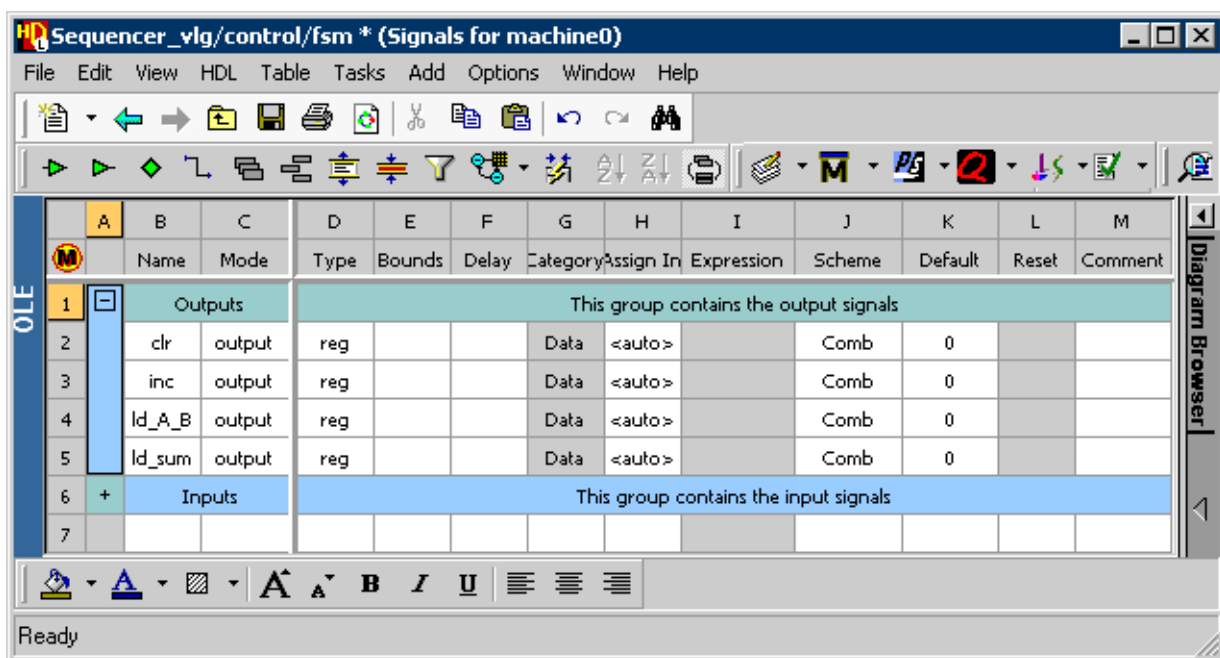 Sequencer_vlg/control/fsm * (Signals for machine0)
File Edit View HDL Table Tasks Add Options Window Help
A B C D E F G H I J K L M
M Name Mode Type Bounds Delay Category Assign In Expression Scheme Default Reset Comment
1 Outputs This group contains the output signals
2 clr output reg Data <auto> Comb 0
3 inc output reg Data <auto> Comb 0
4 ld_A_B output reg Data <auto> Comb 0
5 ld_sum output reg Data <auto> Comb 0
6 + Inputs This group contains the input signals
7
OLE
Diagram Browser
A A A B I U
Ready